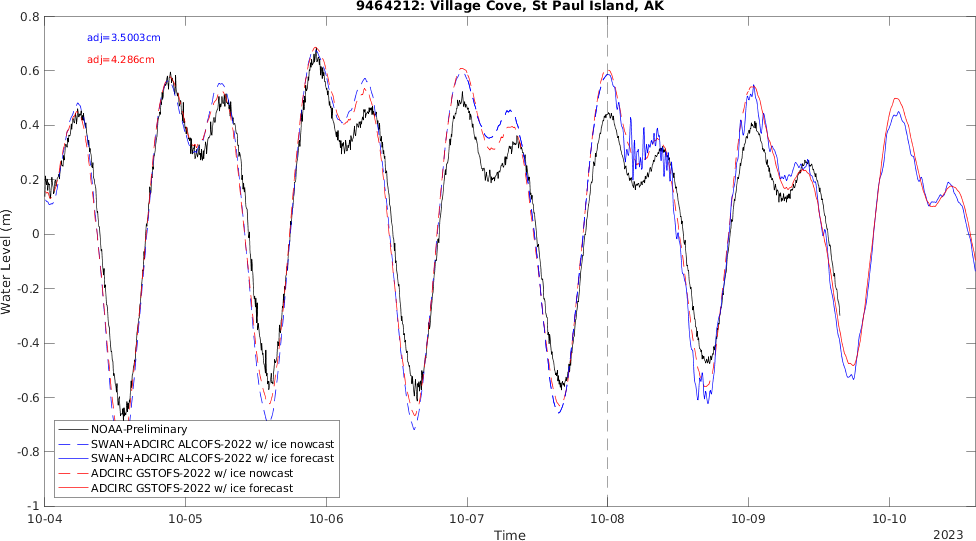 9464212: Village Cove, St Paul Island, AK
adj=3.5003cm
adj=4.286cm
Water Level (m)
0.8
0.6
0.4
0.2
0
-0.2
-0.4
-0.6
-0.8
-1
NOAA-Preliminary
SWAN+ADCIRC ALCOFS-2022 w/ ice nowcast
SWAN+ADCIRC ALCOFS-2022 w/ ice forecast
ADCIRC GSTOFS-2022 w/ ice nowcast
ADCIRC GSTOFS-2022 w/ ice forecast
10-04 10-05 10-06 10-07 10-08 10-09 10-10
Time
2023